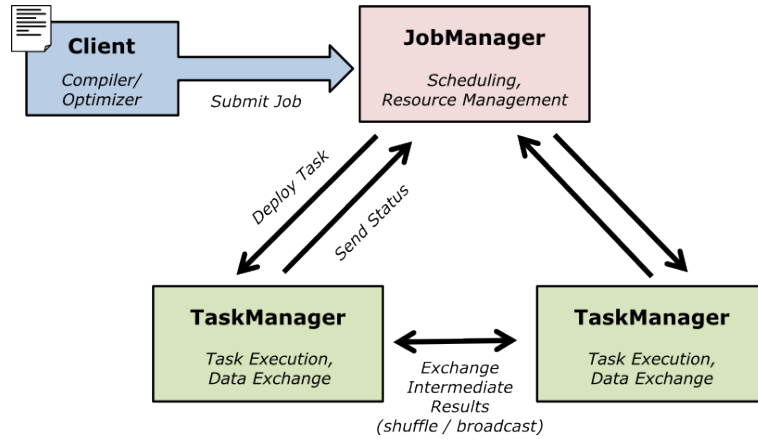 Client
Compiler/
Optimizer
Submit Job
JobManager
Scheduling,
Resource Management
Deploy Task
Send Status
TaskManager
Task Execution,
Data Exchange
Exchange
Intermediate
Results
(shuffle / broadcast)
TaskManager
Task Execution,
Data Exchange